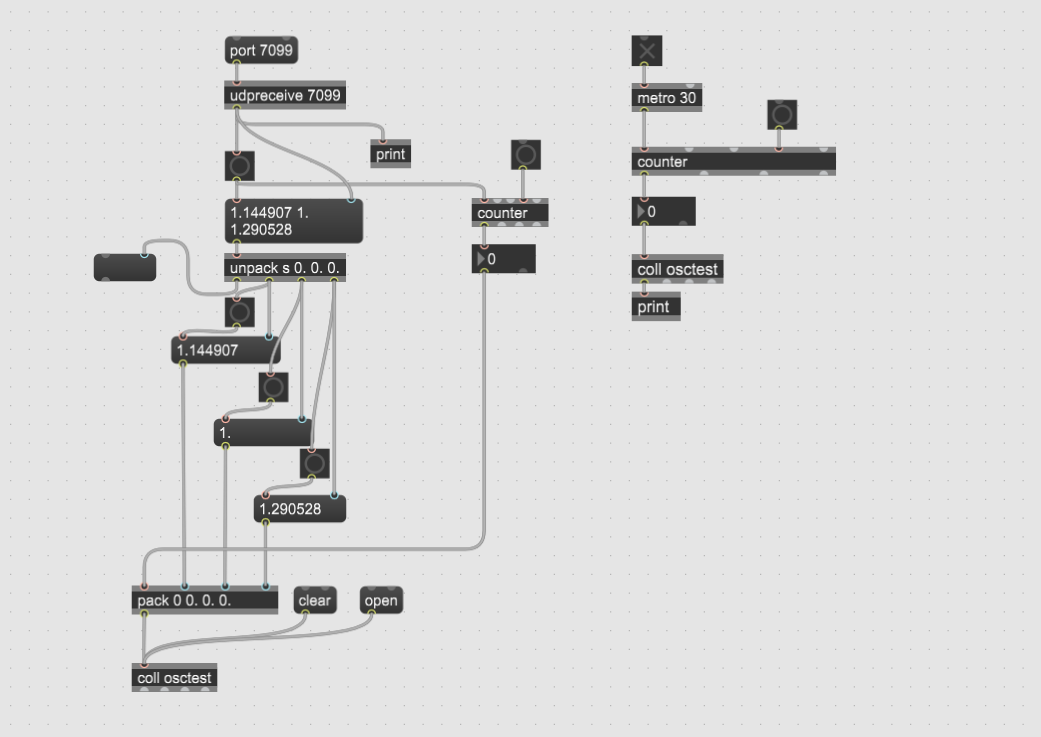 port 7099
udpreceive 7099
print
1.144907 1.
1.290528
counter
0
unpack s 0. 0. 0.
1.144907
1.
1.290528
pack 0 0. 0. 0.
clear
open
coll osctest
metro 30
counter
0
coll osctest
print